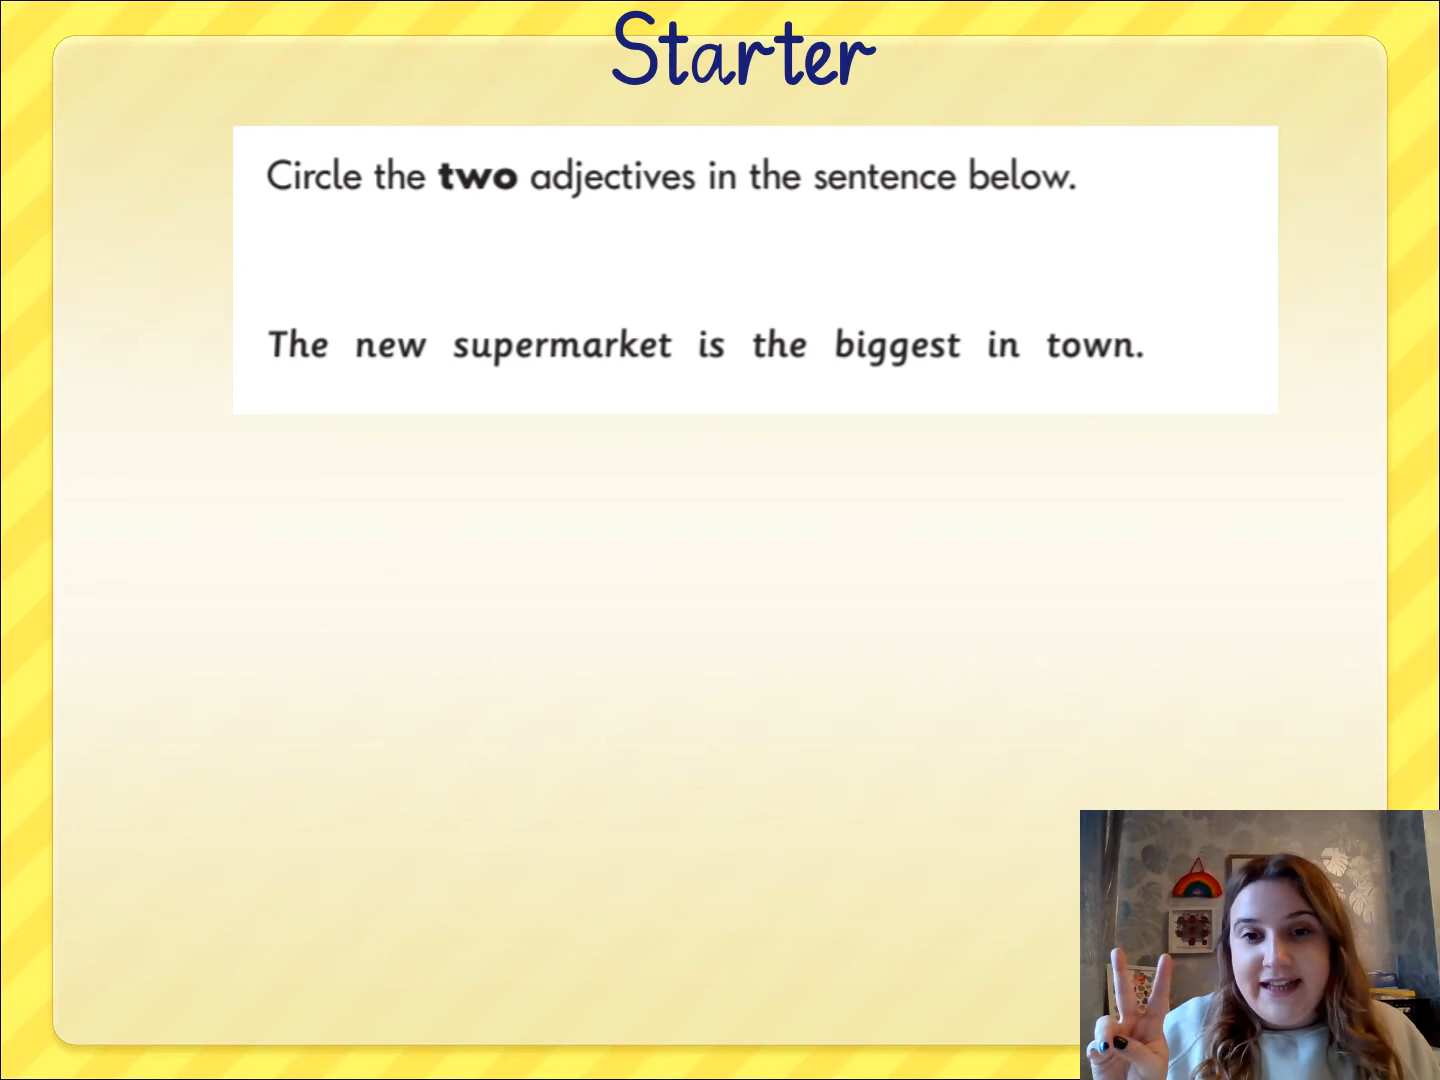 Starter
Circle the two adjectives in the sentence below.
The new supermarket is the biggest in town.